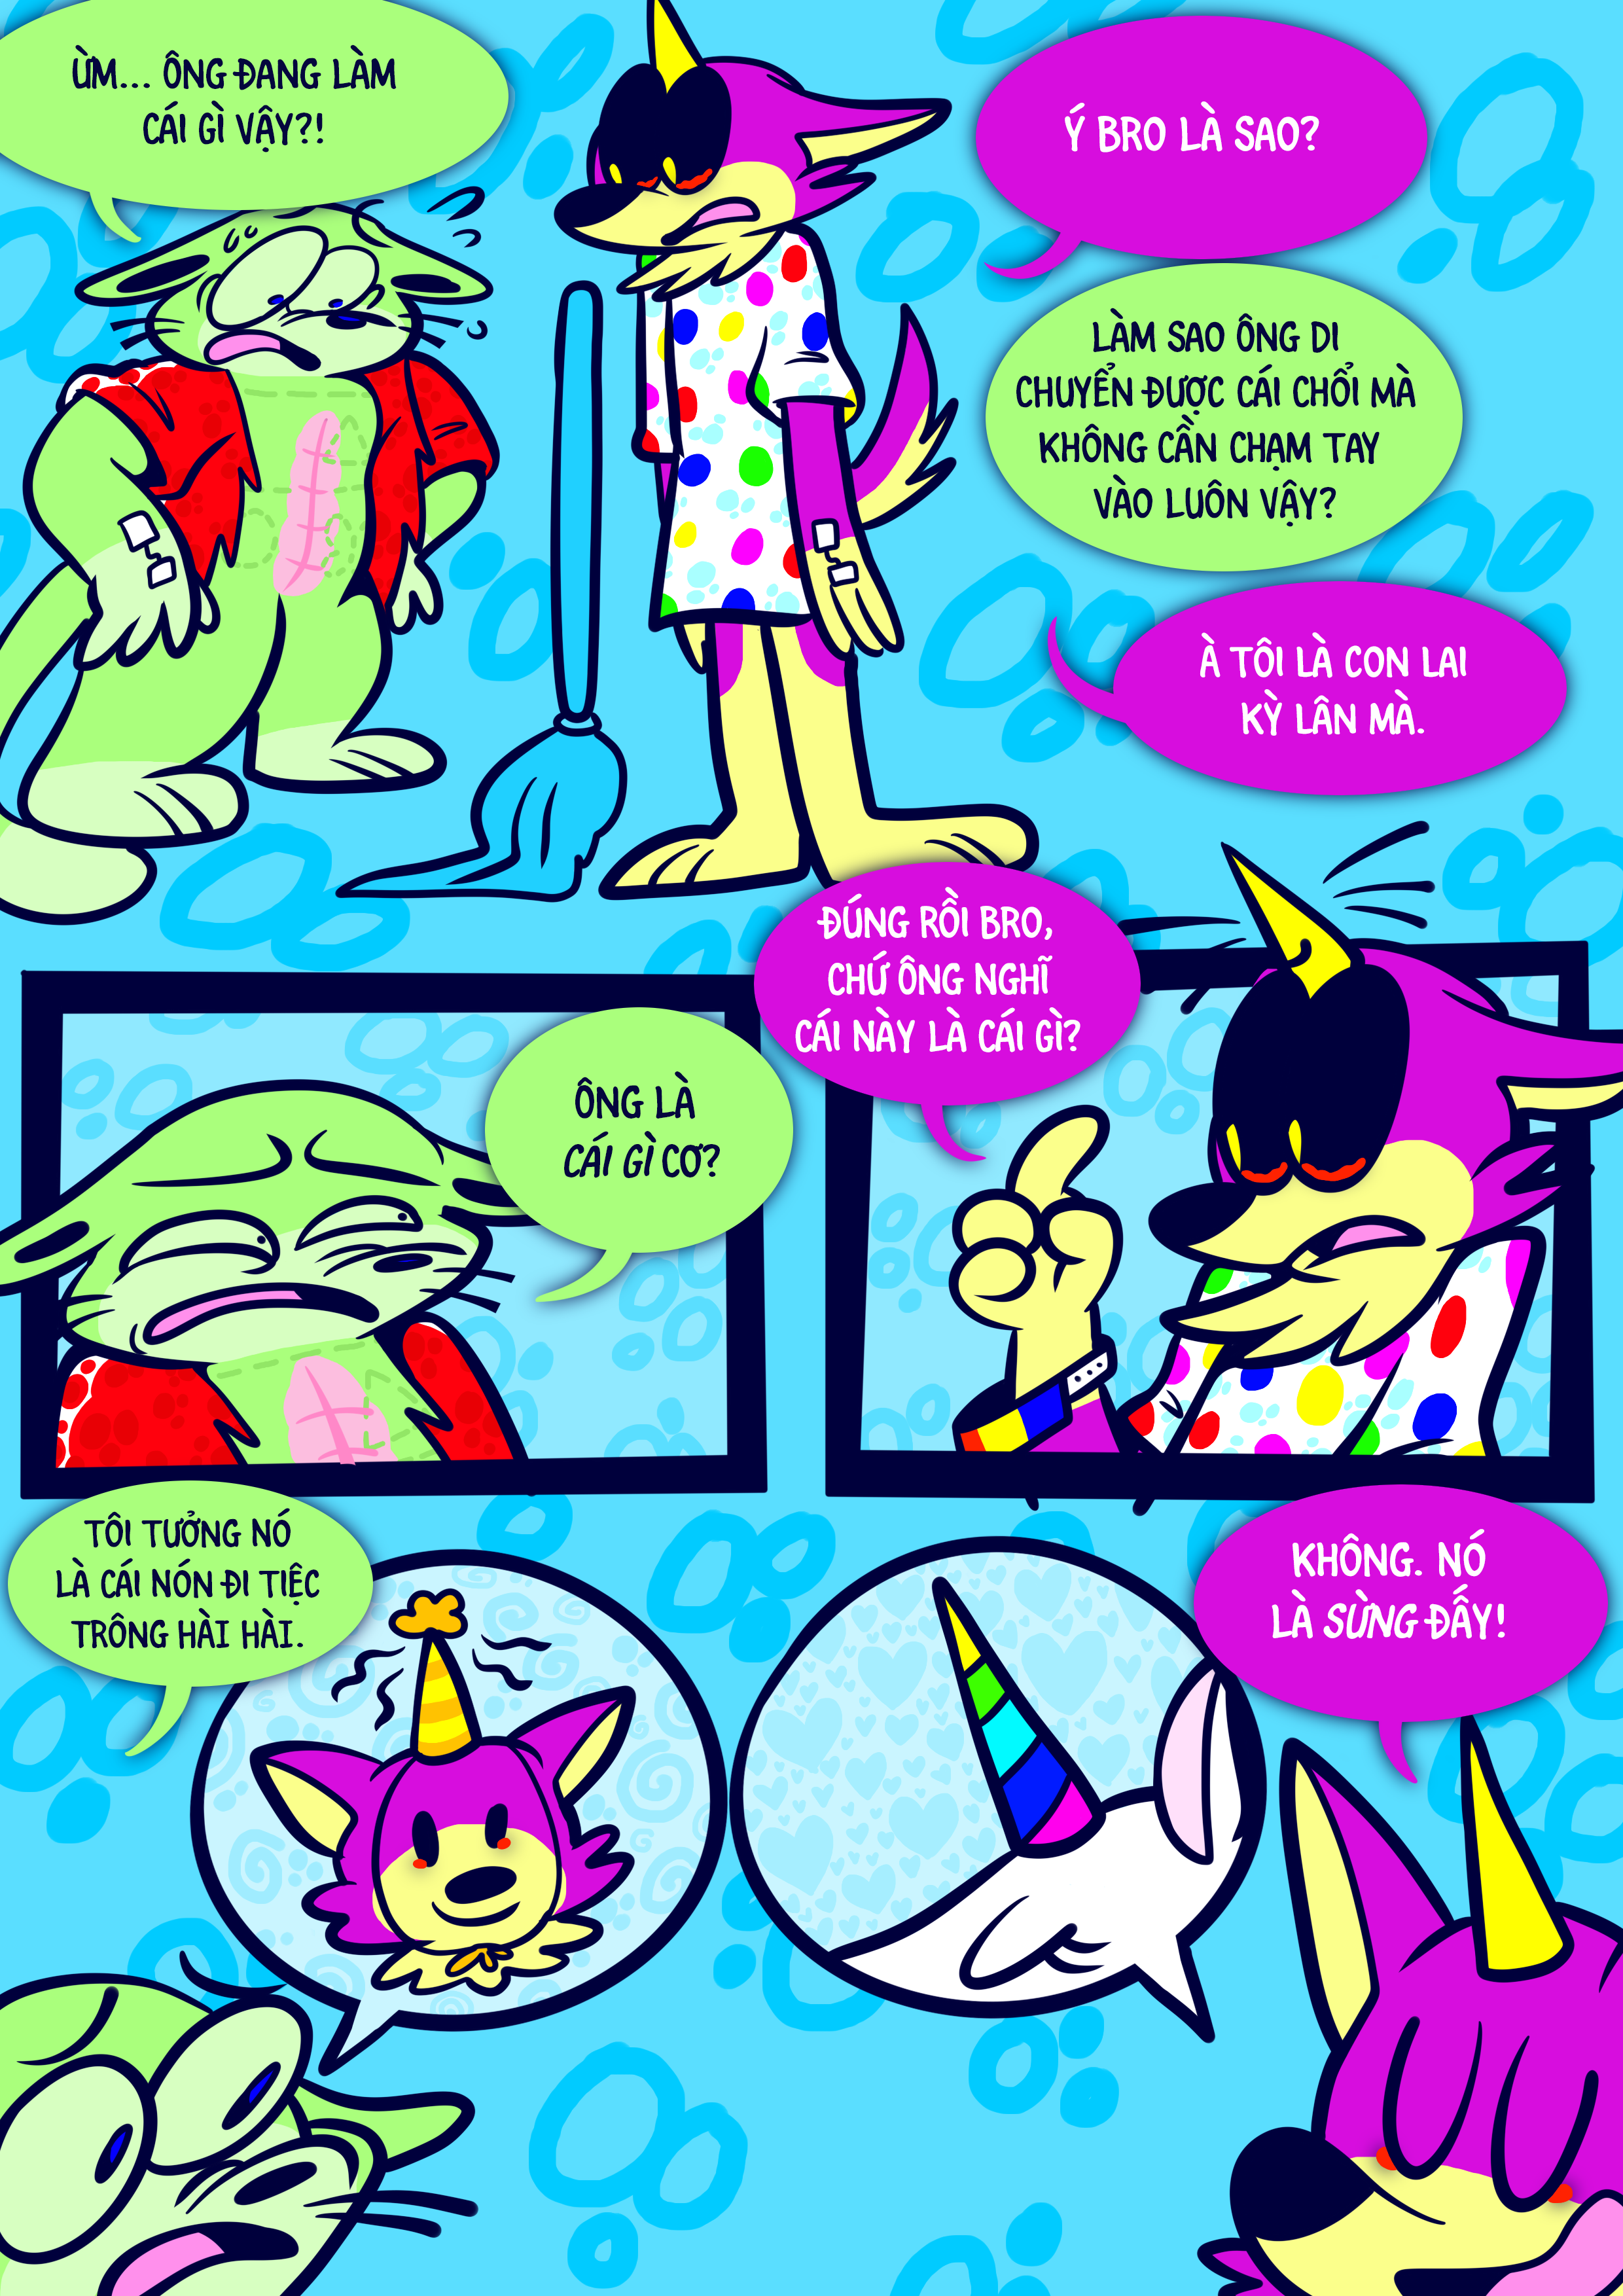 ỪM... ÔNG ĐANG LÀM
CÁI GÌ VẬY?!
Ý BRO LÀ SAO?
LÀM SAO ÔNG DI
CHUYỂN ĐƯỢC CÁI CHỔI MÀ
KHÔNG CẦN CHẠM TAY
VÀO LUÔN VẬY?
À TÔI LÀ CON LAI
KỲ LÂN MÀ.
ÔNG LÀ
CÁI GÌ CƠ?
ĐÚNG RỒI BRO,
CHỨ ÔNG NGHĨ
CÁI NÀY LÀ CÁI GÌ?
TÔI TƯỞNG NÓ
LÀ CÁI NÓN ĐI TIỆC
TRÔNG HÀI HÀI.
KHÔNG. NÓ
LÀ SỪNG ĐẤY!